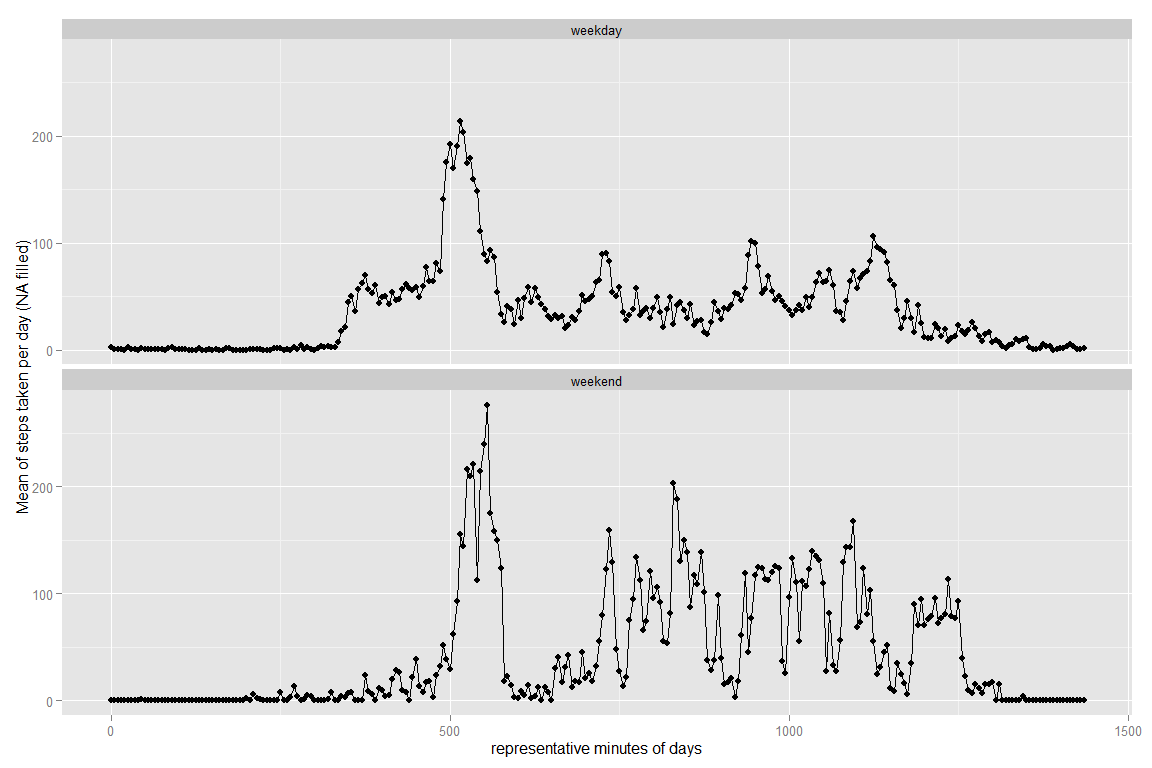 weekday
200
100
0
weekend
200
100
0
Mean of steps taken per day (NA filled)
0
500
1000
1500
representative minutes of days